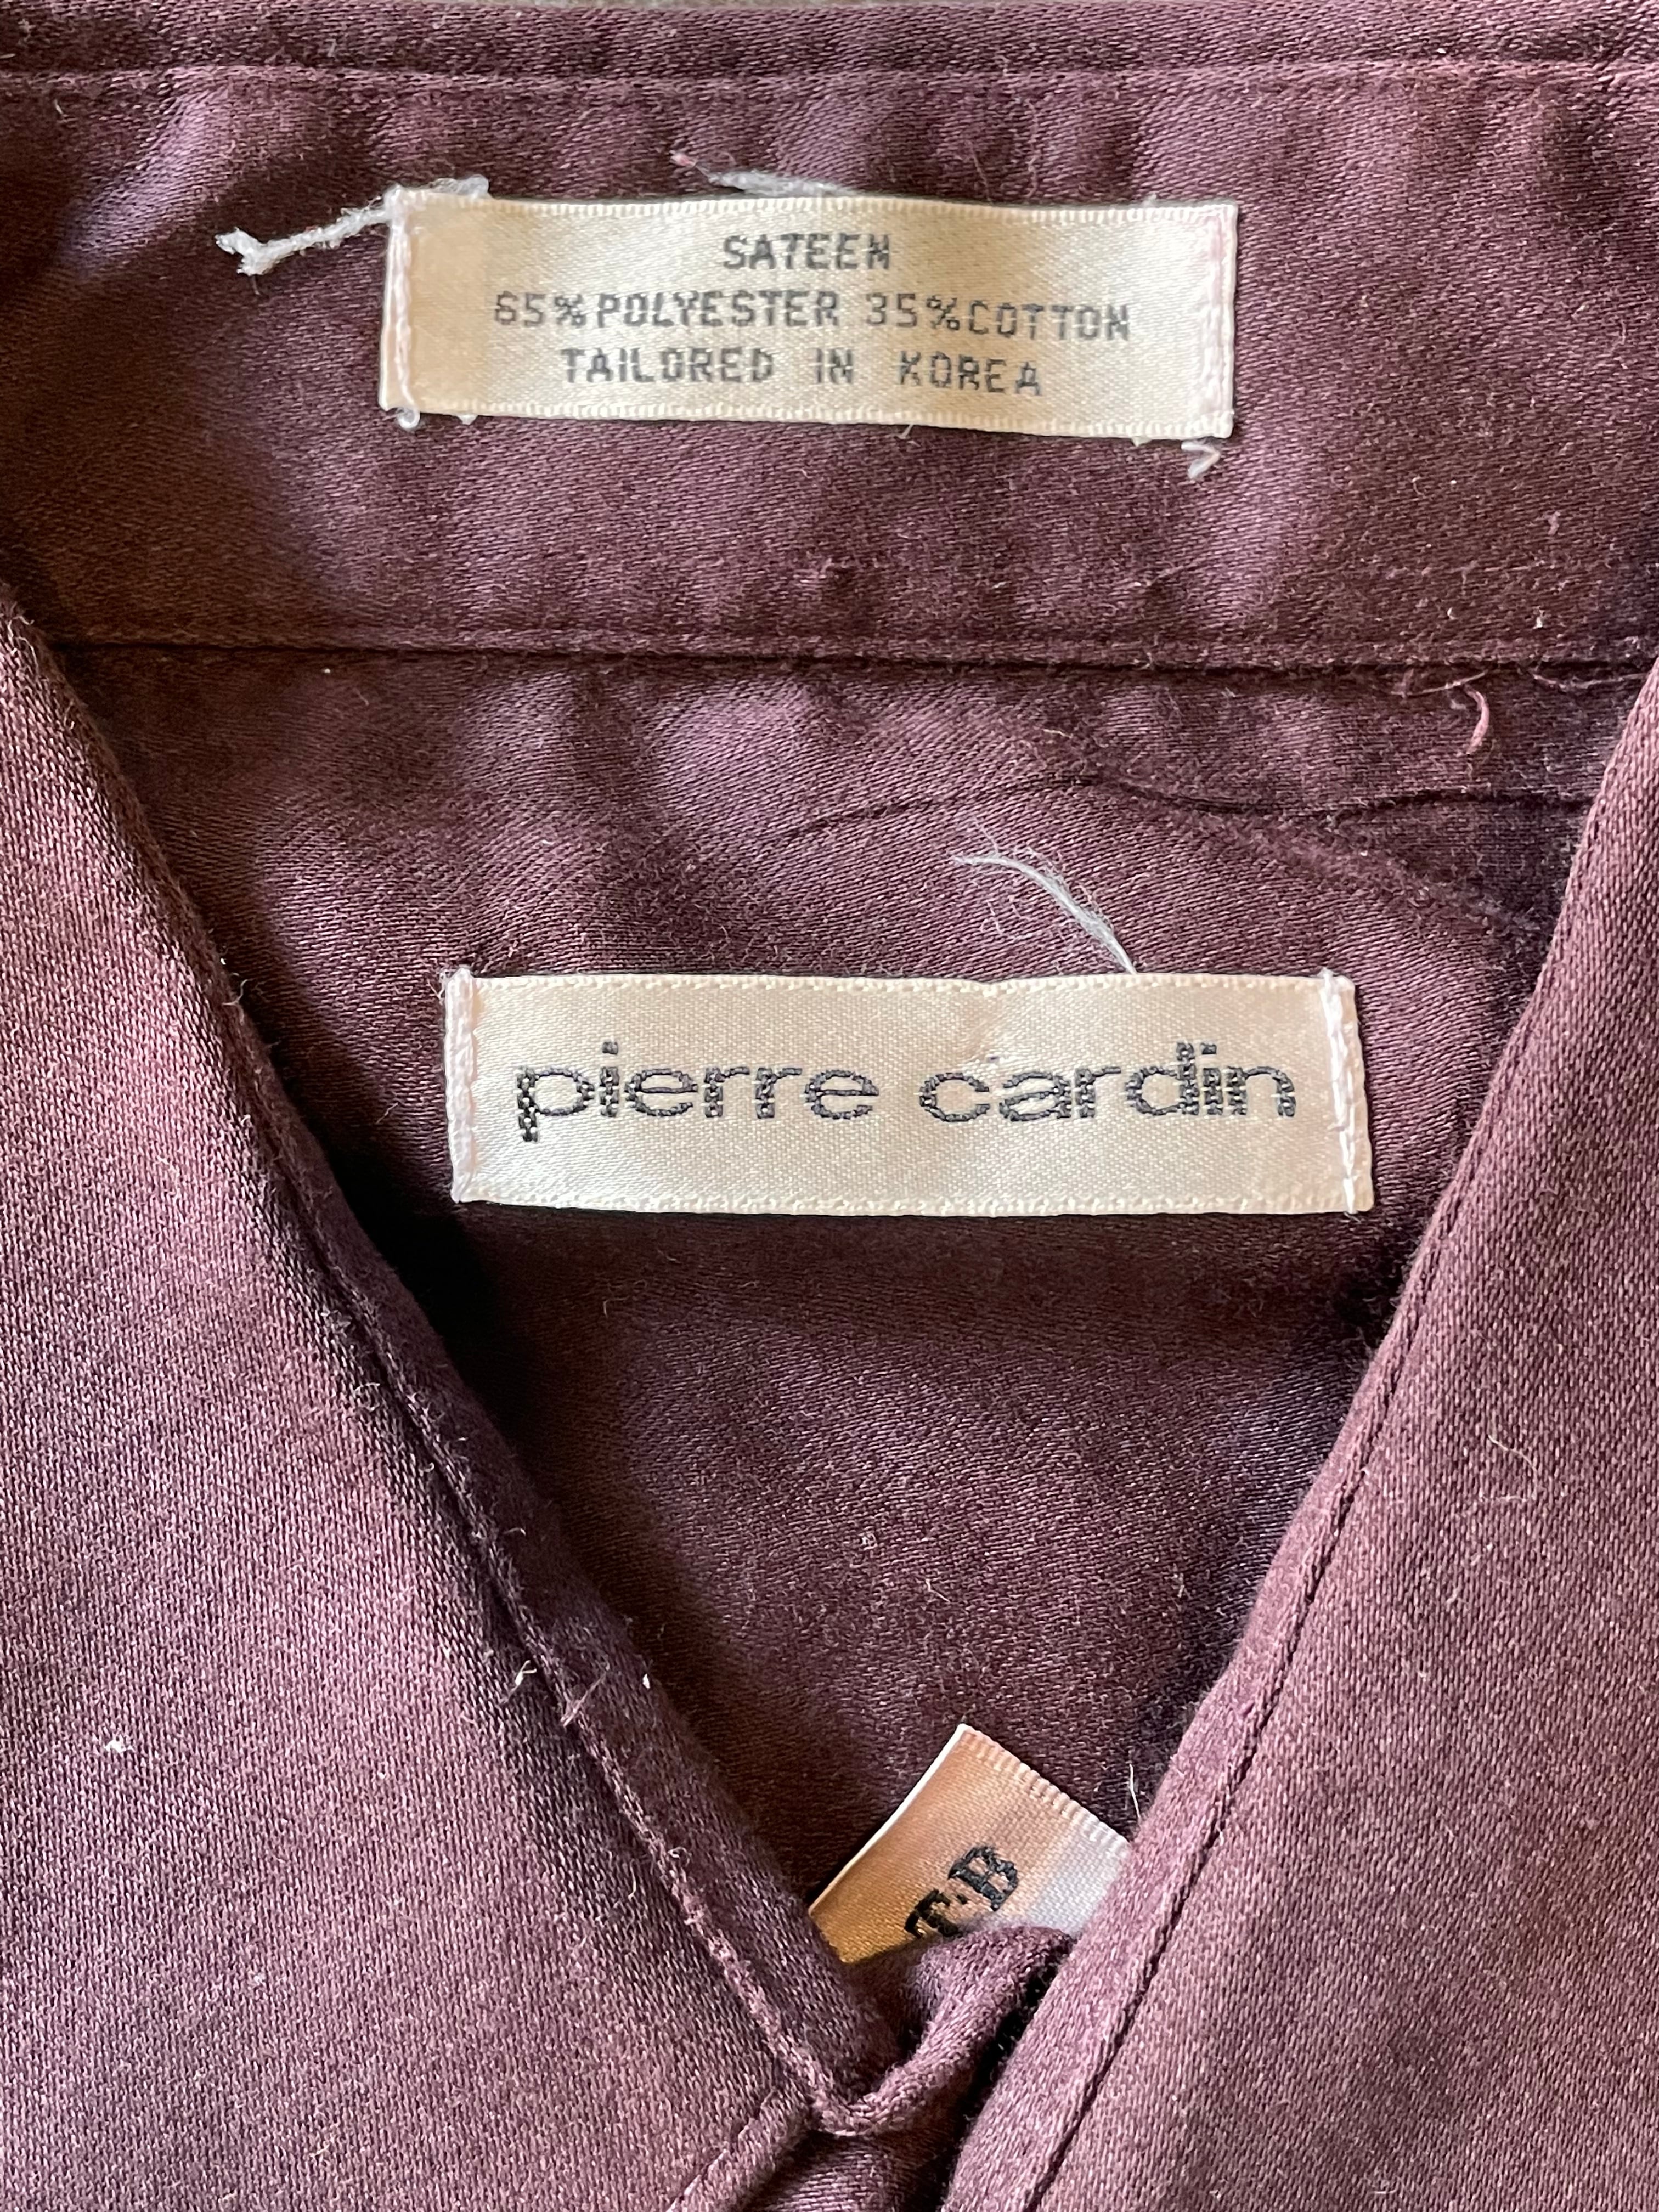 SATEEN
65% POLYESTER 35% COTTON
TAILORED IN KOREA
pierre cardin
T·B